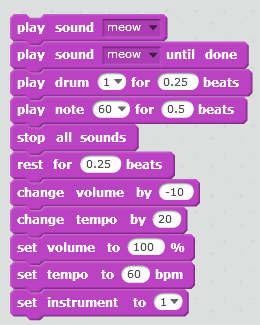 play sound meow
play sound meow until done
play drum 1 for 0.25 beats
play note 60 for 0.5 beats
stop all sounds
rest for 0.25 beats
change volume by -10
change tempo by 20
set volume to 100 %
set tempo to 60 bpm
set instrument to 1